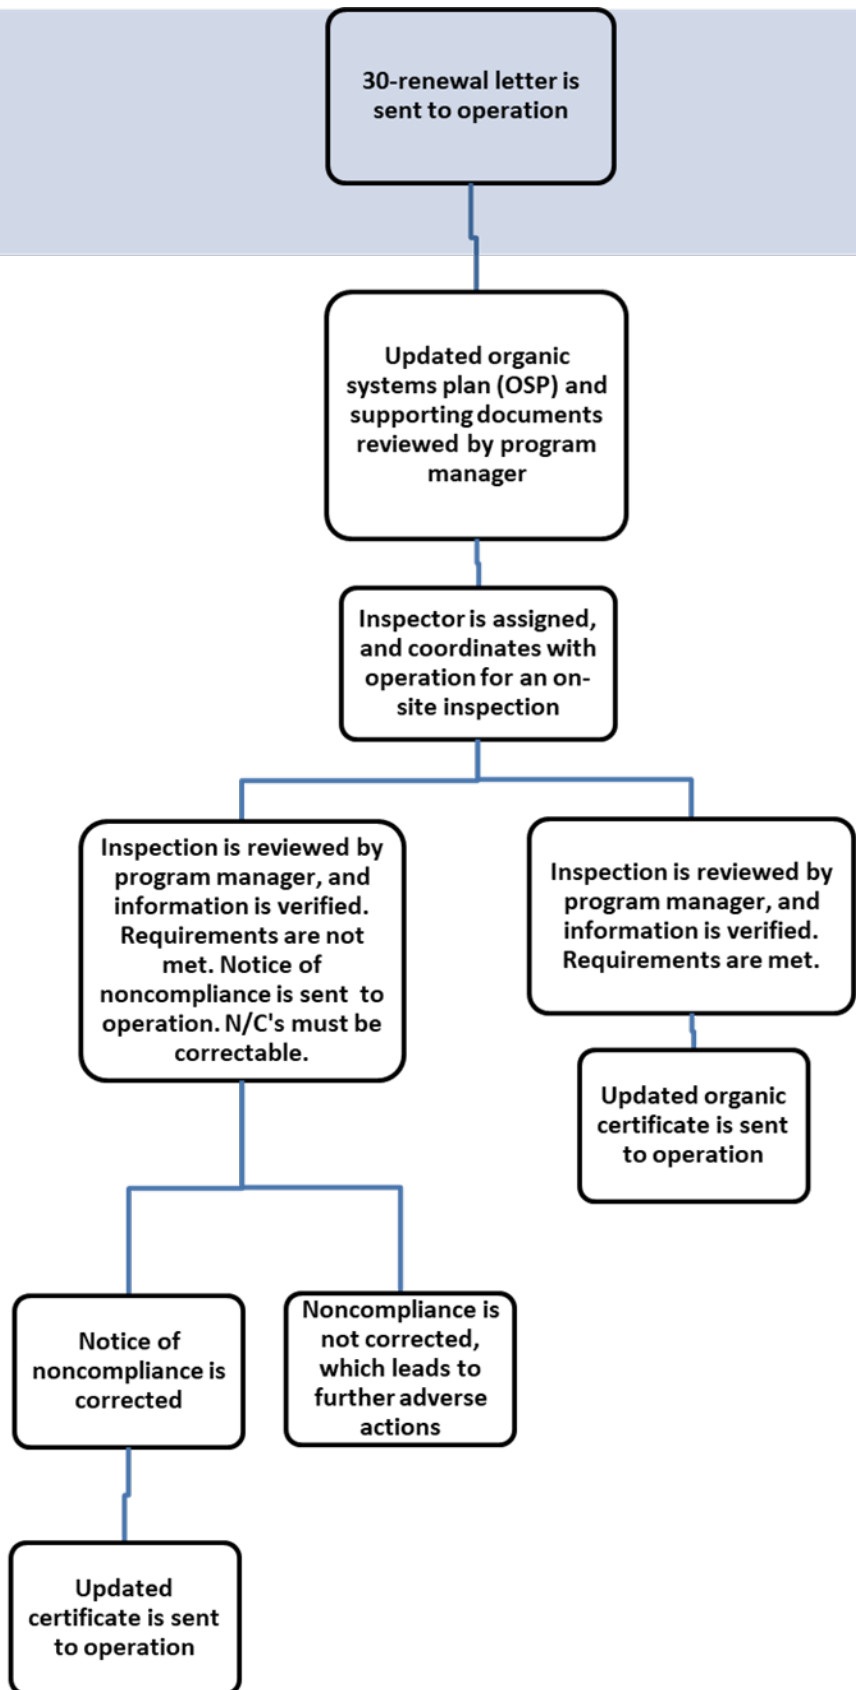 30-renewal letter is
sent to operation
Updated organic
systems plan (OSP) and
supporting documents
reviewed by program
manager
Inspector is assigned,
and coordinates with
operation for an on-
site inspection
Inspection is reviewed by
program manager, and
information is verified.
Requirements are not
met. Notice of
noncompliance is sent to
operation. N/C's must be
correctable.
Inspection is reviewed by
program manager, and
information is verified.
Requirements are met.
Updated organic
certificate is sent
to operation
Notice of
noncompliance is
corrected
Noncompliance is
not corrected,
which leads to
further adverse
actions
Updated
certificate is sent
to operation